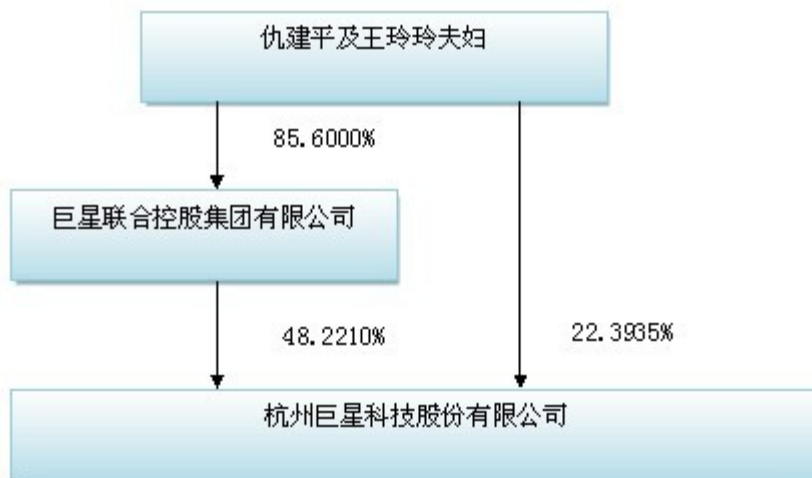 仇建平及王玲玲夫妇
85.6000%
巨星联合控股集团有限公司
48.2210%
22.3935%
杭州巨星科技股份有限公司